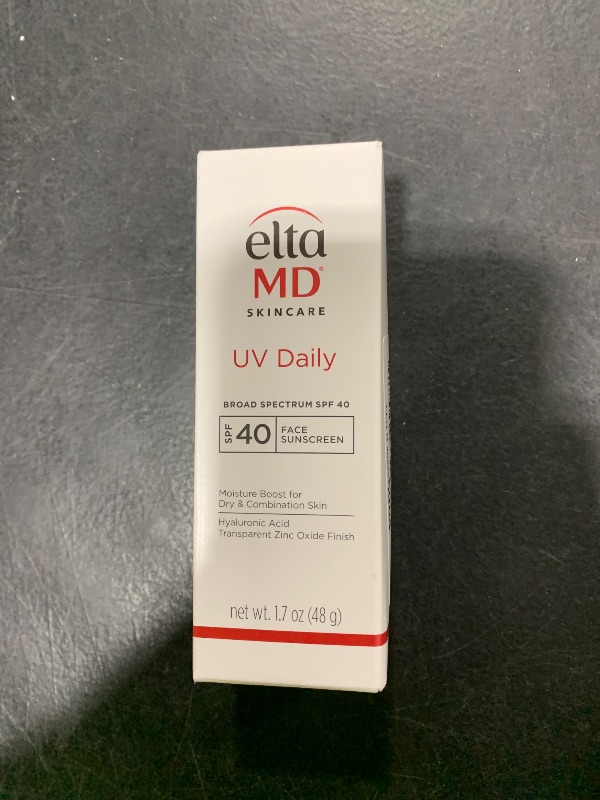 elta
MD®
SKINCARE
UV Daily
BROAD SPECTRUM SPF 40
SPF 40 FACE
SUNSCREEN
Moisture Boost for
Dry & Combination Skin
Hyaluronic Acid
Transparent Zinc Oxide Finish
net wt. 1.7 oz (48 g)